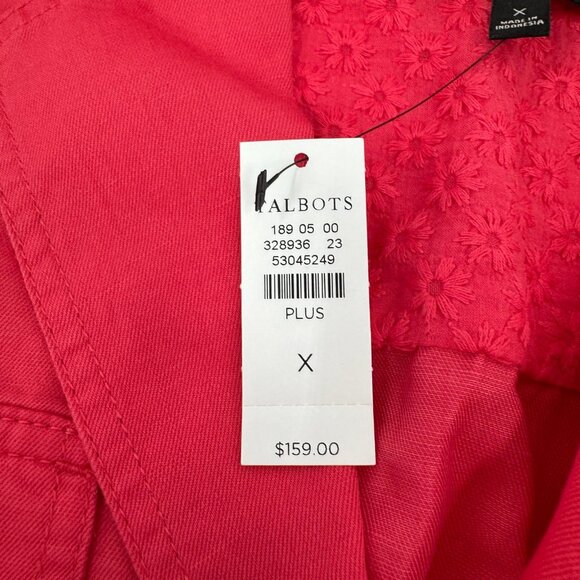 X
MADE IN
INDONESIA
TALBOTS
189 05 00
328936 23
53045249
PLUS
X
$159.00